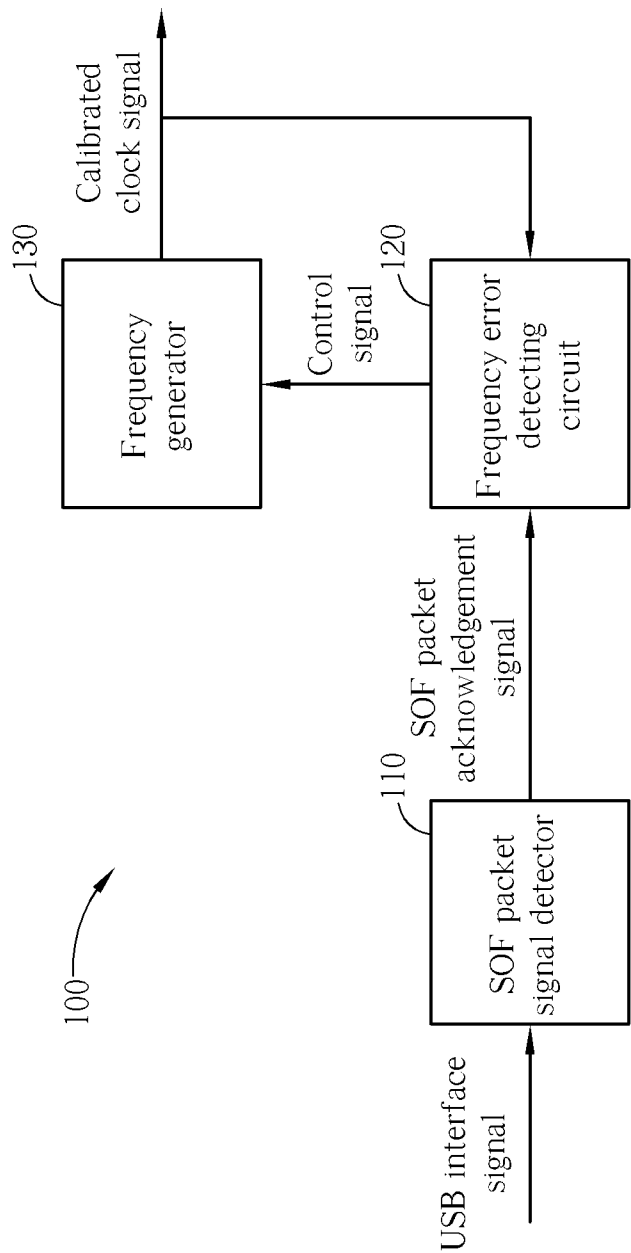 100
USB interface
signal
110
SOF packet
signal detector
SOF packet
acknowledgement
signal
120
Frequency error
detecting
circuit
Control
signal
130
Frequency
generator
Calibrated
clock signal